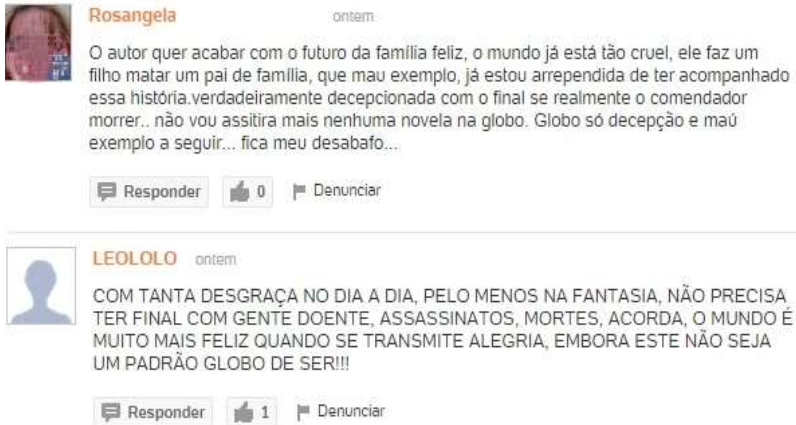 Rosangela ontem
O autor quer acabar com o futuro da família feliz, o mundo já está tão cruel, ele faz um
filho matar um pai de família, que mau exemplo, já estou arrependida de ter acompanhado
essa história.verdadeiramente decepcionada com o final se realmente o comendador
morrer.. não vou assitira mais nenhuma novela na globo. Globo só decepção e maú
exemplo a seguir... fica meu desabafo...
Responder 0 Denunciar
LEOLOLO ontem
COM TANTA DESGRAÇA NO DIA A DIA, PELO MENOS NA FANTASIA, NÃO PRECISA
TER FINAL COM GENTE DOENTE, ASSASSINATOS, MORTES, ACORDA, O MUNDO É
MUITO MAIS FELIZ QUANDO SE TRANSMITE ALEGRIA, EMBORA ESTE NÃO SEJA
UM PADRÃO GLOBO DE SER!!!
Responder 1 Denunciar